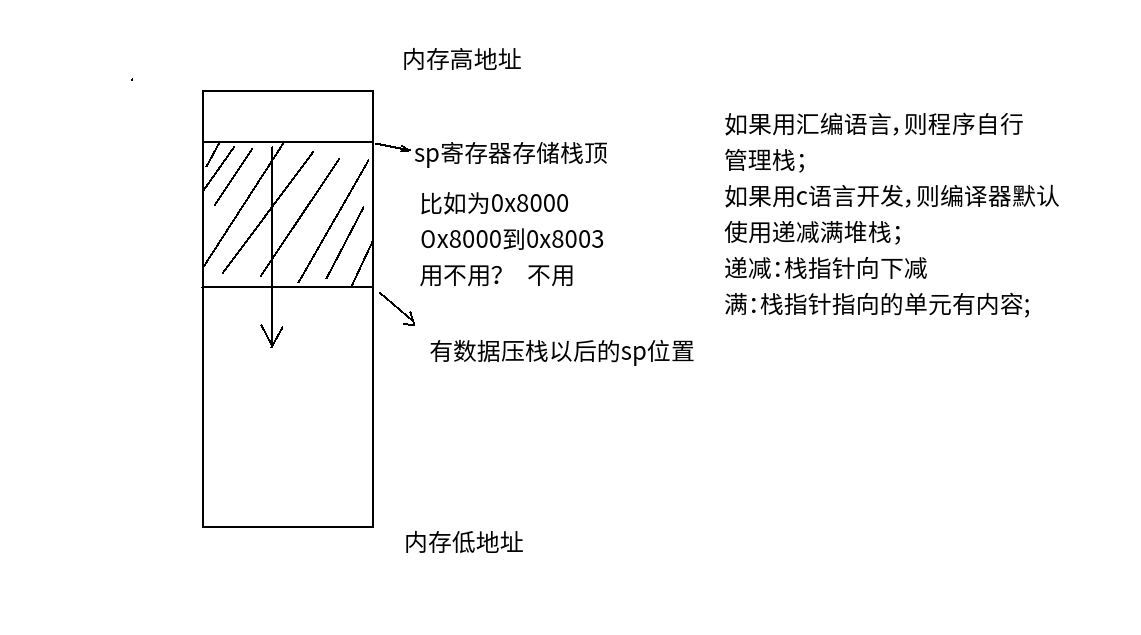 内存高地址
sp寄存器存储栈顶
比如为0x8000
0x8000到0x8003
用不用? 不用
有数据压栈以后的sp位置
内存低地址
如果用汇编语言,则程序自行
管理栈;
如果用c语言开发,则编译器默认
使用递减满堆栈;
递减:栈指针向下减
满:栈指针指向的单元有内容;